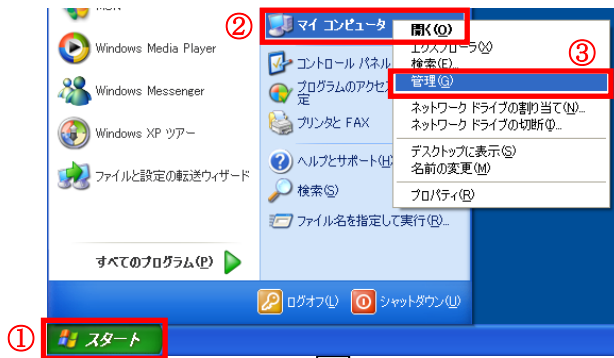 MSN
Windows Media Player
Windows Messenger
Windows XP ツアー
ファイルと設定の転送ウィザード
すべてのプログラム(P)
②
マイ コンピュータ
コントロール パネル
プログラムのアクセス
定
プリンタと FAX
ヘルプとサポート(H)
検索(S)
ファイル名を指定して実行(R)...
開く(O)
エクスプローラ(X)
検索(E)...
③
管理(G)
ネットワーク ドライブの割り当て(N)...
ネットワーク ドライブの切断(I)...
デスクトップに表示(S)
名前の変更(M)
プロパティ(R)
ログオフ(L)
シャットダウン(U)
①
スタート